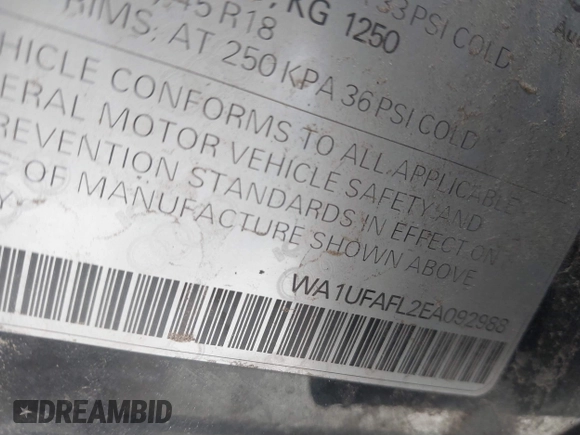 45 R18
KG 1250
33 PSI COLD
RIMS; AT 250 KPA 36 PSI COLD
HICLE CONFORMS TO ALL APPLICABLE
ERAL MOTOR VEHICLE SAFETY AND
REVENTION STANDARDS IN EFFECT ON
E OF MANUFACTURE SHOWN ABOVE
WA1UFAFL2EA092988
DREAMBID